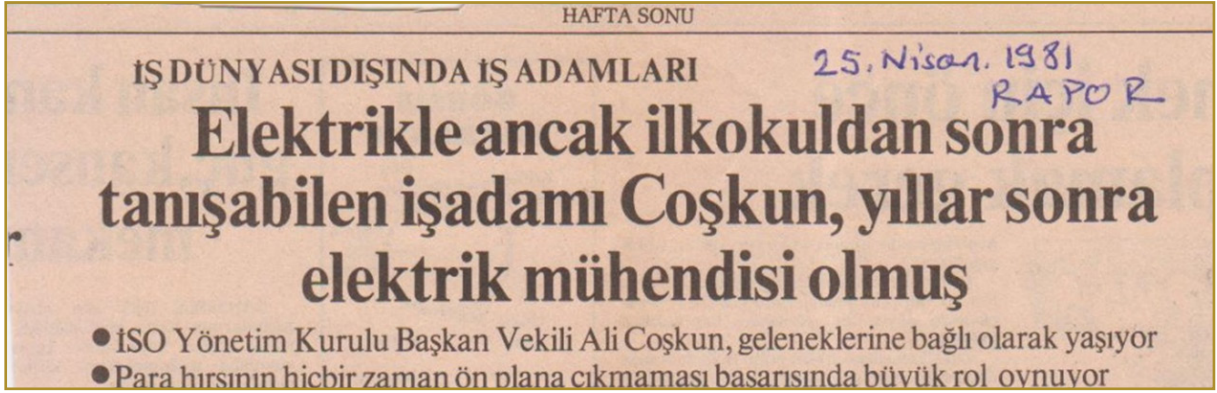 HAFTA SONU
İŞ DÜNYASI DIŞINDA İŞ ADAMLARI
25. Nisan. 1981
RAPOR
Elektrikle ancak ilkokuldan sonra
tanışabilen işadamı Coşkun, yıllar sonra
elektrik mühendisi olmuş
●İSO Yönetim Kurulu Başkan Vekili Ali Coşkun, geleneklerine bağlı olarak yaşıyor
●Para hırsının hiçbir zaman ön plana çıkmaması başarısında büyük rol oynuyor